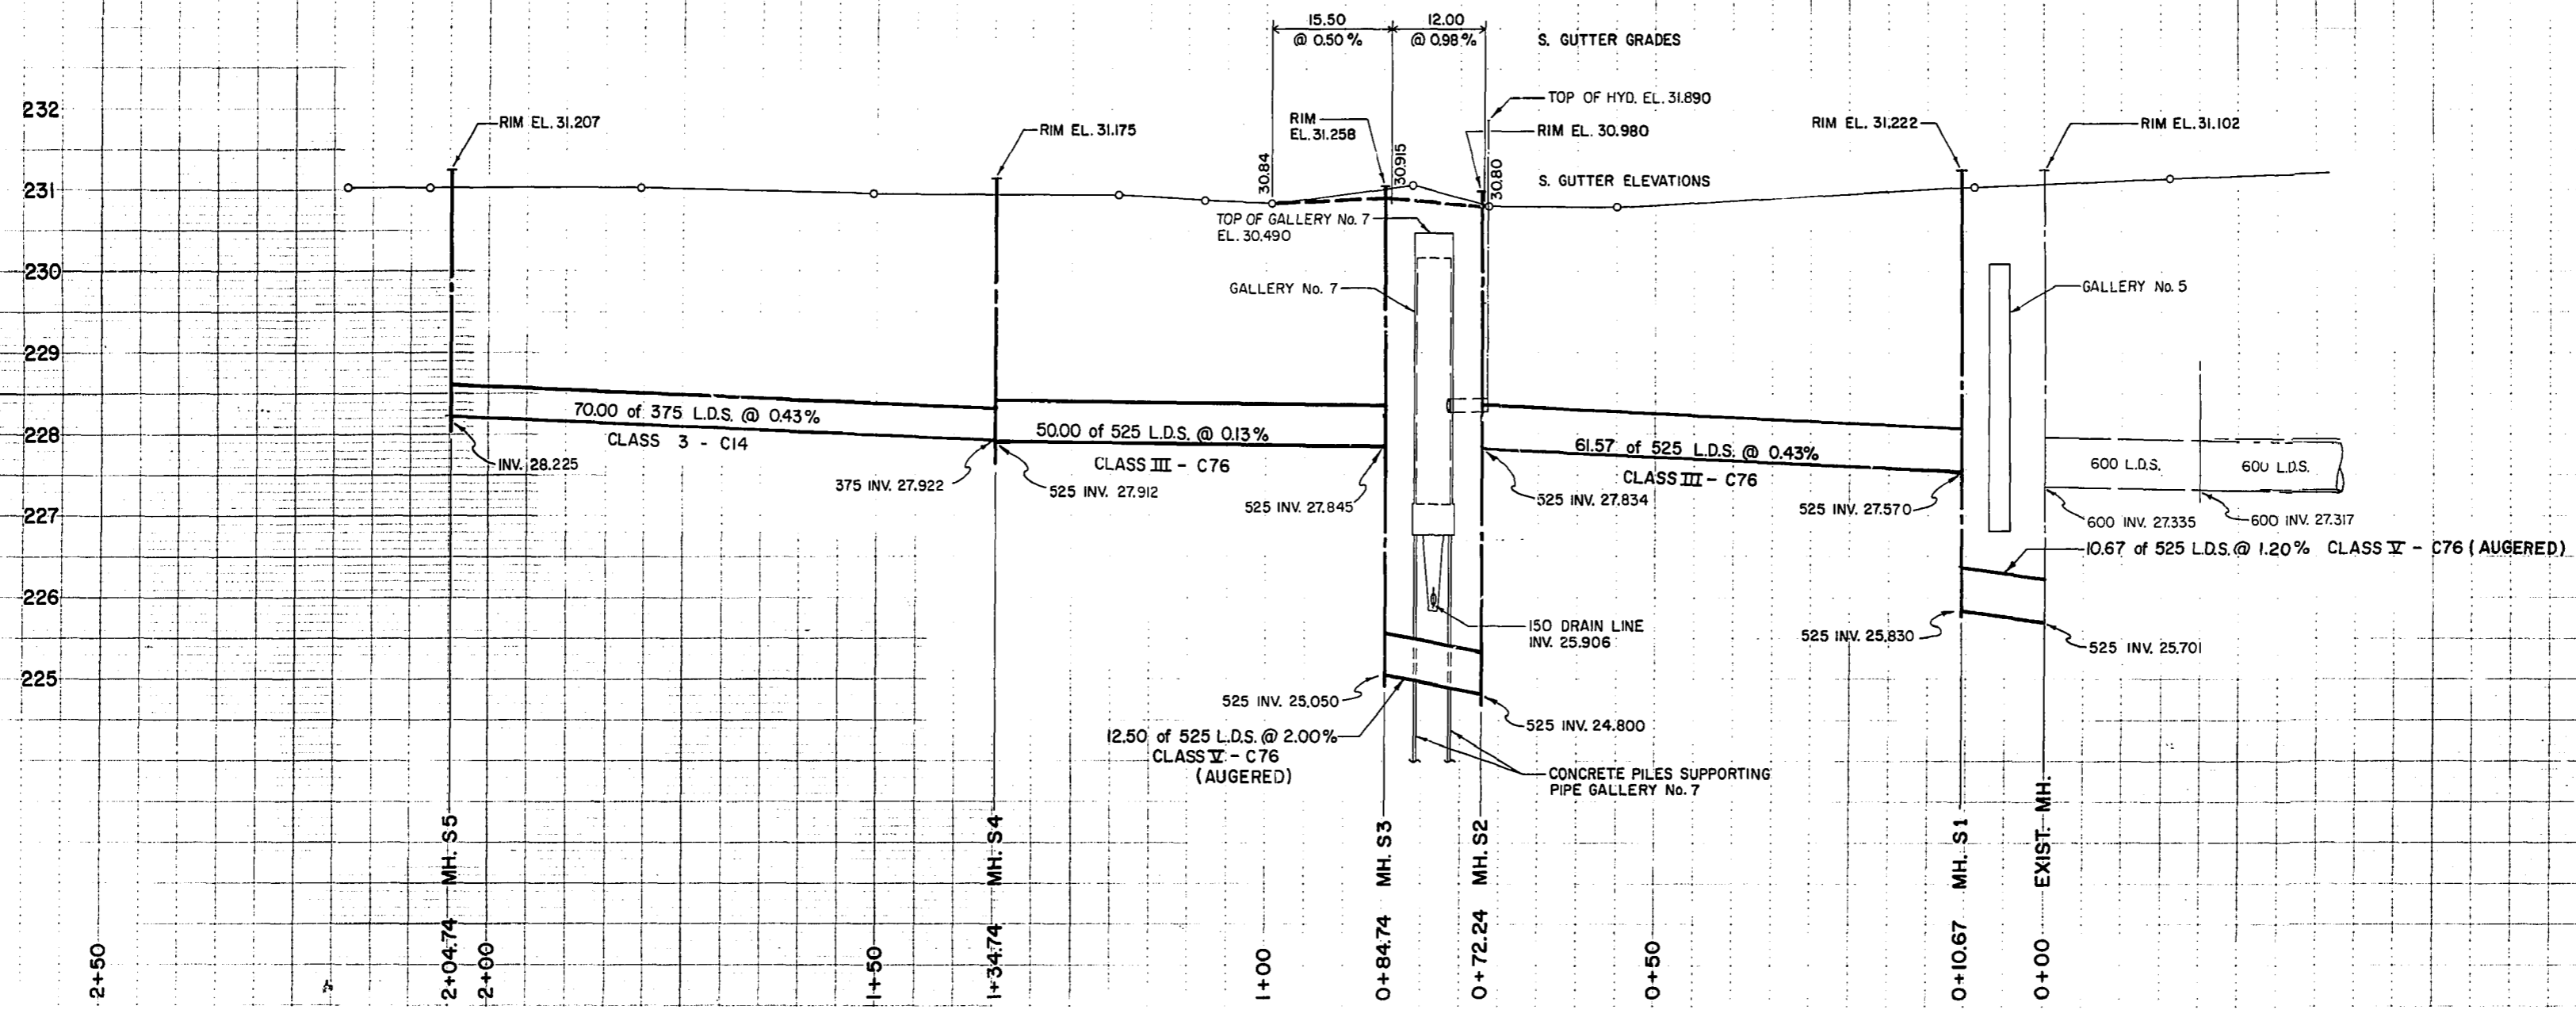 15.50
@ 0.50 %
12.00
@ 0.98 %
S. GUTTER GRADES
232
231
230
229
228
227
226
225
RIM EL. 31.207
RIM EL. 31.175
RIM
EL. 31.258
TOP OF HYD. EL. 31.890
RIM EL. 30.980
RIM EL. 31.222
RIM EL. 31.102
30.84
30.915
30.80
S. GUTTER ELEVATIONS
TOP OF GALLERY No. 7
EL. 30.490
GALLERY No. 7
GALLERY No. 5
70.00 of 375 L.D.S. @ 0.43%
CLASS 3 - C14
INV. 28.225
375 INV. 27.922
50.00 of 525 L.D.S. @ 0.13%
CLASS III - C76
525 INV. 27.912
525 INV. 27.845
61.57 of 525 L.D.S. @ 0.43%
CLASS III - C76
525 INV. 27.834
525 INV. 27.570
600 L.D.S.
600 L.D.S.
600 INV. 27.335
600 INV. 27.317
10.67 of 525 L.D.S. @ 1.20% CLASS V - C76 (AUGERED)
150 DRAIN LINE
INV. 25.906
525 INV. 25.830
525 INV. 25.701
525 INV. 25.050
525 INV. 24.800
12.50 of 525 L.D.S. @ 2.00%
CLASS V - C76
(AUGERED)
CONCRETE PILES SUPPORTING
PIPE GALLERY No. 7
2+50
2+04.74 MH. S5
2+00
1+50
1+34.74 MH. S4
1+00
0+84.74 MH. S3
0+72.24 MH. S2
0+50
0+10.67 MH. S1
0+00 EXIST. MH.